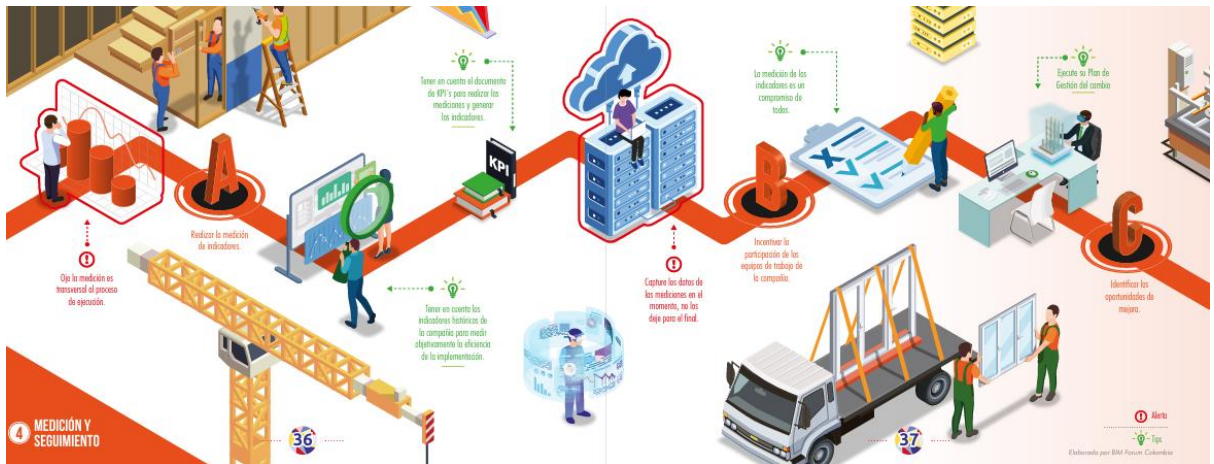 Tener en cuenta el documento
de KPI´s para realizar las
mediciones y generar
los indicadores.
La medición de los
indicadores es un
compromiso de
todos.
Ejecute su Plan de
Gestión del cambio
A
Realizar la medición
de indicadores.
KPI
B
Incentivar la
participación de los
equipos de trabajo de
la compañía.
C
Identificar las
oportunidades de
mejora.
Ojo la medición es
transversal al proceso
de ejecución.
Tener en cuenta los
indicadores históricos de
la compañía para medir
objetivamente la eficiencia
de la implementación.
Capture los datos de
las mediciones en el
momento, no los
deje para el final.
4 MEDICIÓN Y
SEGUIMIENTO
36
37
Alerta
Tips
Elaborado por BIM Forum Colombia